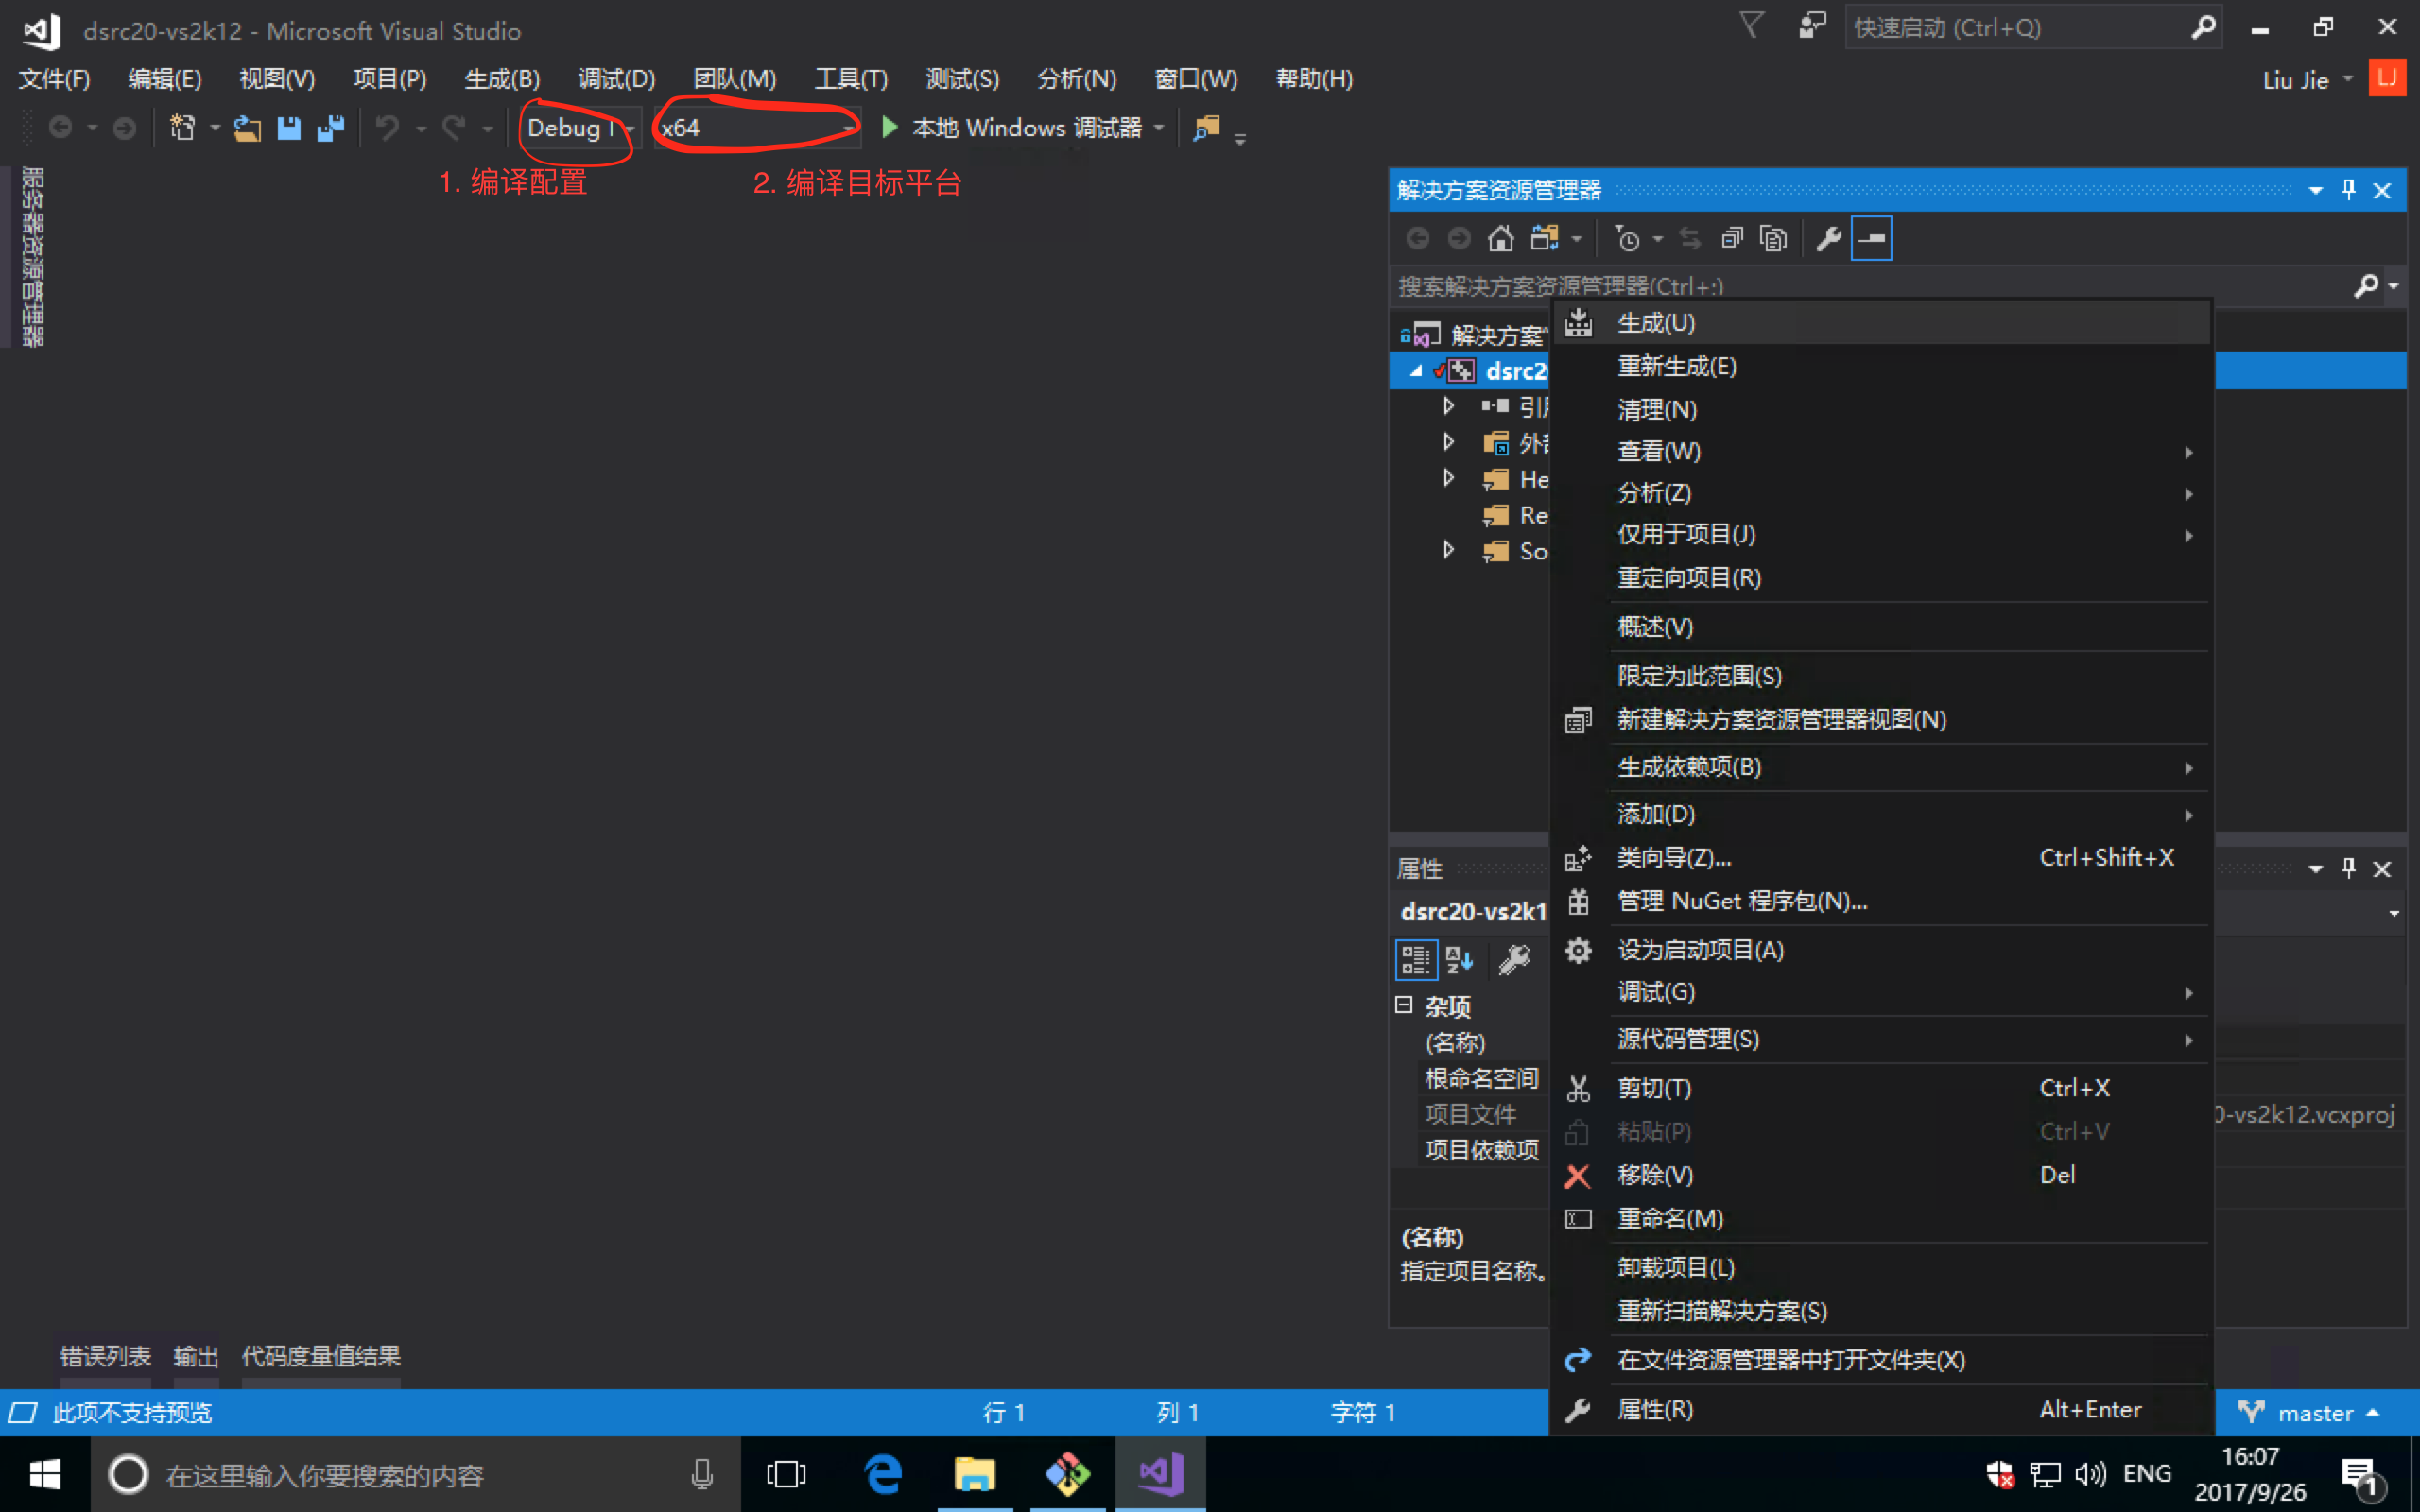 dsrc20-vs2k12 - Microsoft Visual Studio
快速启动 (Ctrl+Q)
文件(F) 编辑(E) 视图(V) 项目(P) 生成(B) 调试(D) 团队(M) 工具(T) 测试(S) 分析(N) 窗口(W) 帮助(H)
Liu Jie LJ
Debug x64 本地 Windows 调试器
1. 编译配置 2. 编译目标平台
服务器资源管理器
解决方案资源管理器
搜索解决方案资源管理器(Ctrl+;)
解决方案"
dsrc2
引用
外部
He
Re
So
生成(U)
重新生成(E)
清理(N)
查看(W)
分析(Z)
仅用于项目(J)
重定向项目(R)
概述(V)
限定为此范围(S)
新建解决方案资源管理器视图(N)
生成依赖项(B)
添加(D)
类向导(Z)... Ctrl+Shift+X
管理 NuGet 程序包(N)...
设为启动项目(A)
调试(G)
源代码管理(S)
剪切(T) Ctrl+X
粘贴(P) Ctrl+V
移除(V) Del
重命名(M)
卸载项目(L)
重新扫描解决方案(S)
在文件资源管理器中打开文件夹(X)
属性(R) Alt+Enter
属性
dsrc20-vs2k1
杂项
(名称)
根命名空间
项目文件 0-vs2k12.vcxproj
项目依赖项
(名称)
指定项目名称。
错误列表 输出 代码度量值结果
此项不支持预览 行 1 列 1 字符 1 master
在这里输入你要搜索的内容
ENG
16:07
2017/9/26
1